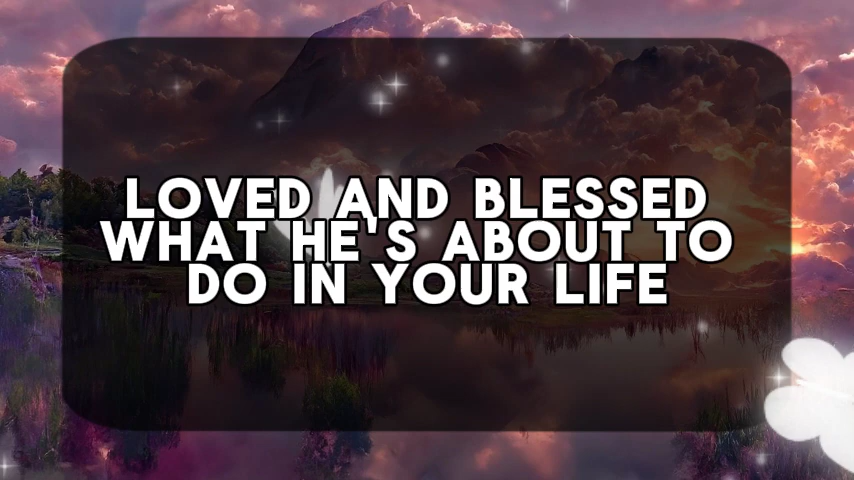 LOVED AND BLESSED
WHAT HE'S ABOUT TO
DO IN YOUR LIFE